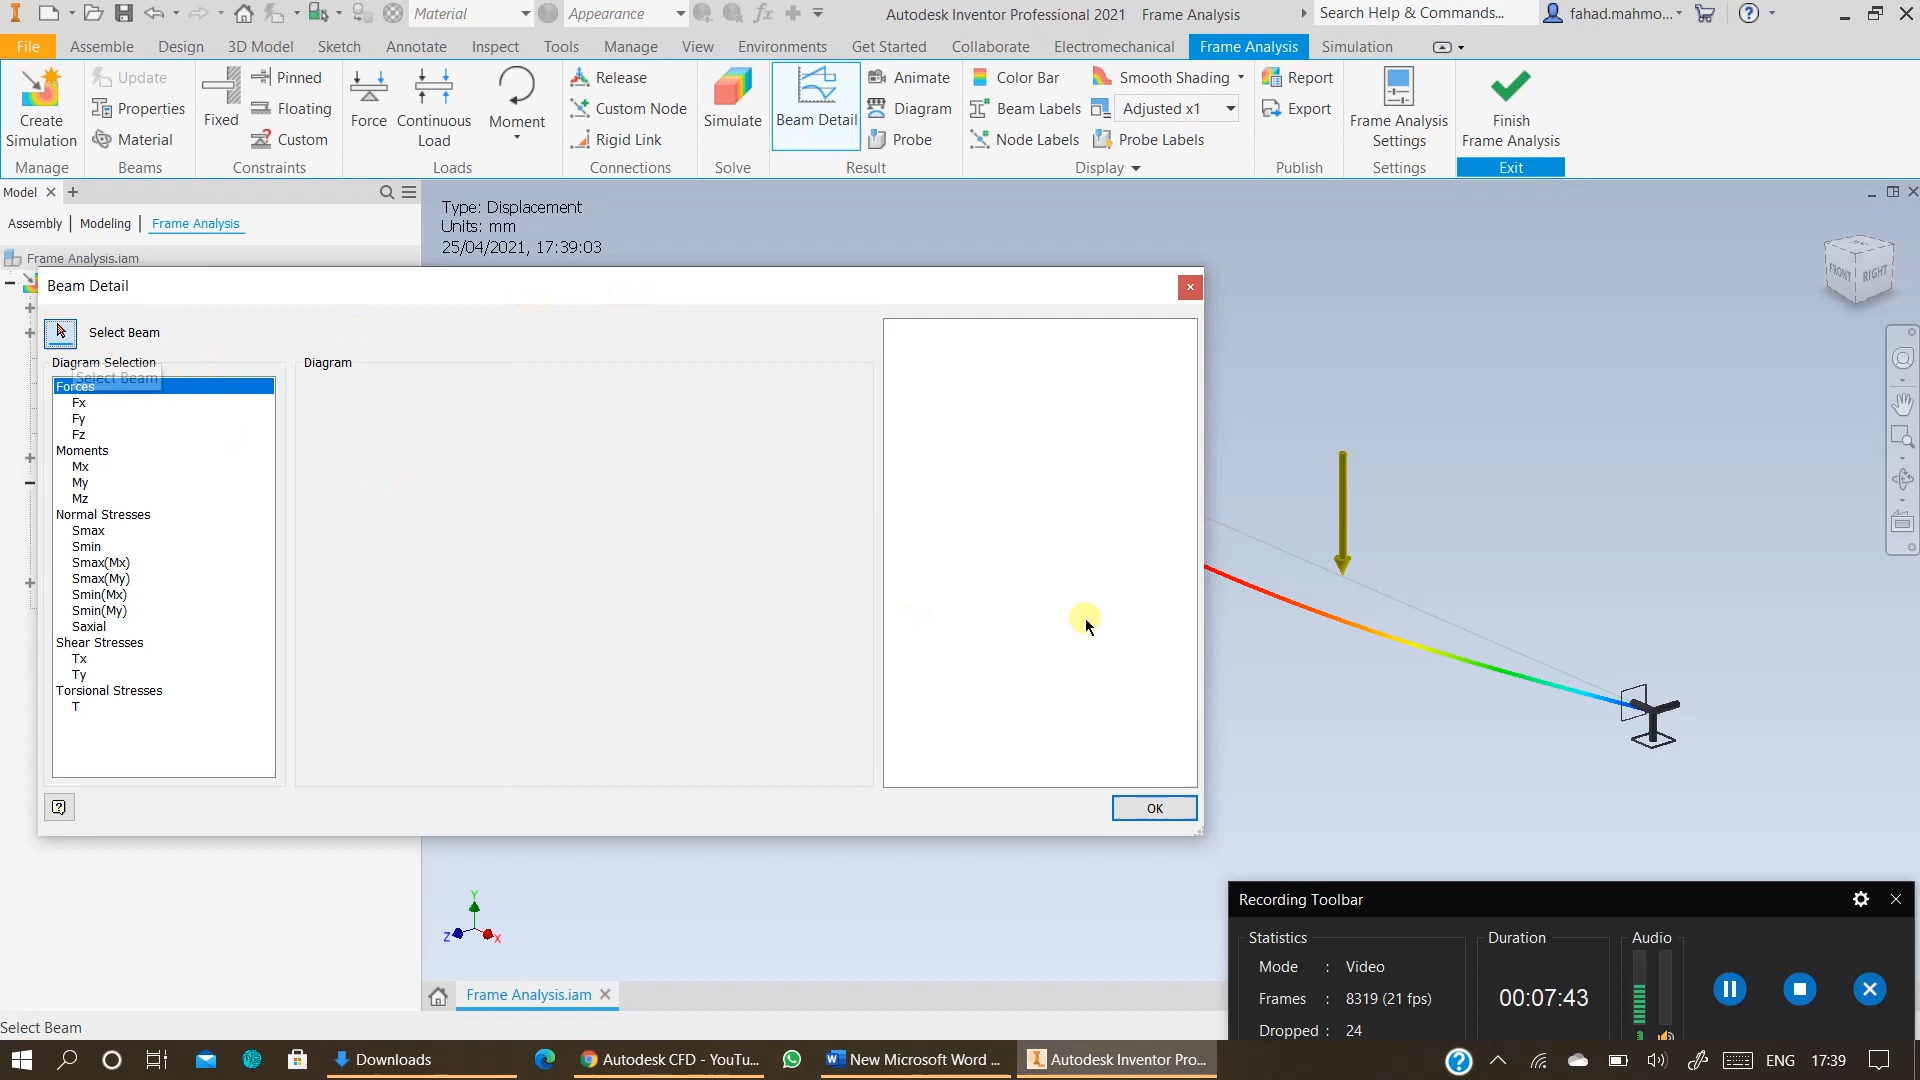 Material
Appearance
Autodesk Inventor Professional 2021 Frame Analysis
Search Help & Commands...
fahad.mahmo...
File
Assemble
Design
3D Model
Sketch
Annotate
Inspect
Tools
Manage
View
Environments
Get Started
Collaborate
Electromechanical
Frame Analysis
Simulation
Create
Simulation
Manage
Update
Properties
Material
Beams
Fixed
Pinned
Floating
Custom
Constraints
Force
Continuous
Load
Moment
Loads
Release
Custom Node
Rigid Link
Connections
Simulate
Solve
Beam Detail
Animate
Diagram
Probe
Result
Color Bar
Beam Labels
Node Labels
Smooth Shading
Adjusted x1
Probe Labels
Display
Report
Export
Publish
Frame Analysis
Settings
Settings
Finish
Frame Analysis
Exit
Model
Assembly
Modeling
Frame Analysis
Frame Analysis.iam
Type: Displacement
Units: mm
25/04/2021, 17:39:03
FRONT
RIGHT
Beam Detail
Select Beam
Diagram Selection
Select Beam
Forces
Fx
Fy
Fz
Moments
Mx
My
Mz
Normal Stresses
Smax
Smin
Smax(Mx)
Smax(My)
Smin(Mx)
Smin(My)
Saxial
Shear Stresses
Tx
Ty
Torsional Stresses
T
Diagram
OK
Y
Z
X
Frame Analysis.iam
Select Beam
Recording Toolbar
Statistics
Mode : Video
Frames : 8319 (21 fps)
Dropped : 24
Duration
00:07:43
Audio
Downloads
Autodesk CFD - YouTu...
New Microsoft Word ...
Autodesk Inventor Pro...
ENG
17:39